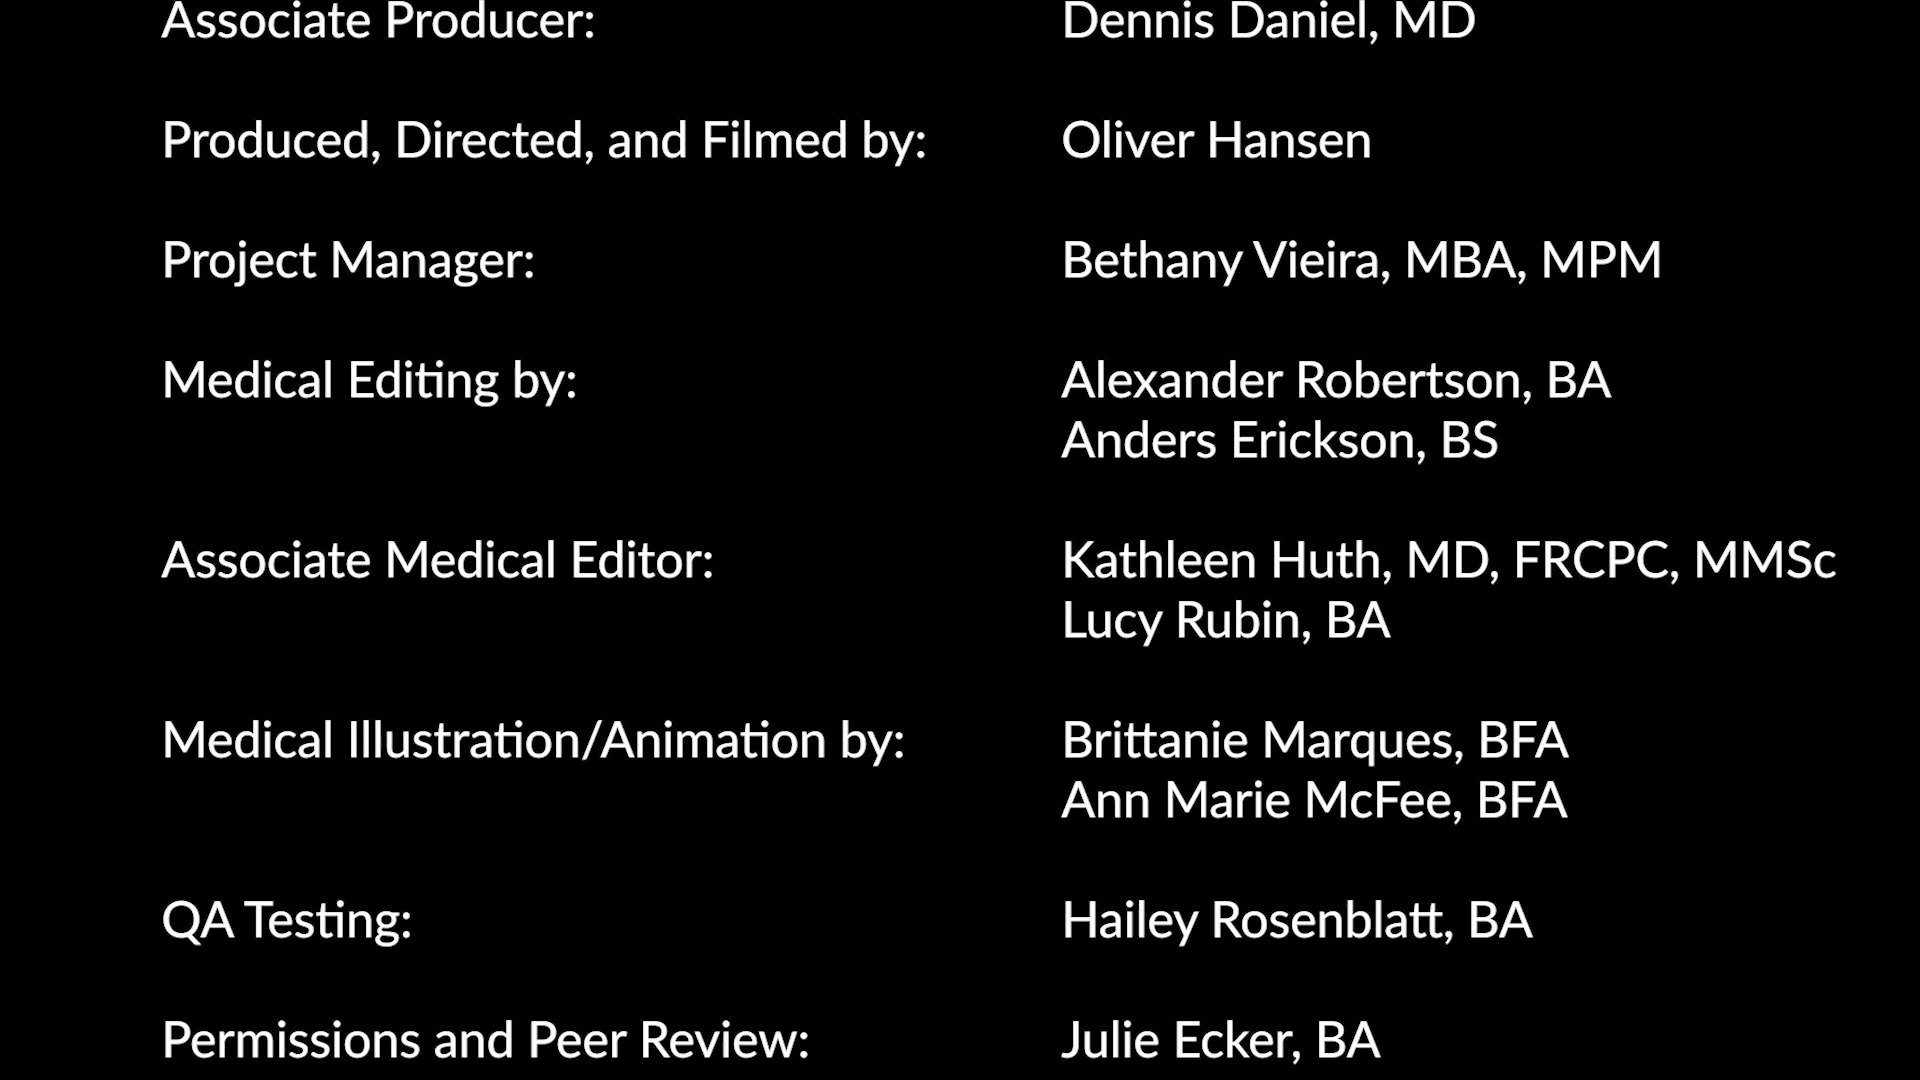 Associate Producer: Dennis Daniel, MD
Produced, Directed, and Filmed by: Oliver Hansen
Project Manager: Bethany Vieira, MBA, MPM
Medical Editing by: Alexander Robertson, BA
Anders Erickson, BS
Associate Medical Editor: Kathleen Huth, MD, FRCPC, MMSc
Lucy Rubin, BA
Medical Illustration/Animation by: Brittanie Marques, BFA
Ann Marie McFee, BFA
QA Testing: Hailey Rosenblatt, BA
Permissions and Peer Review: Julie Ecker, BA